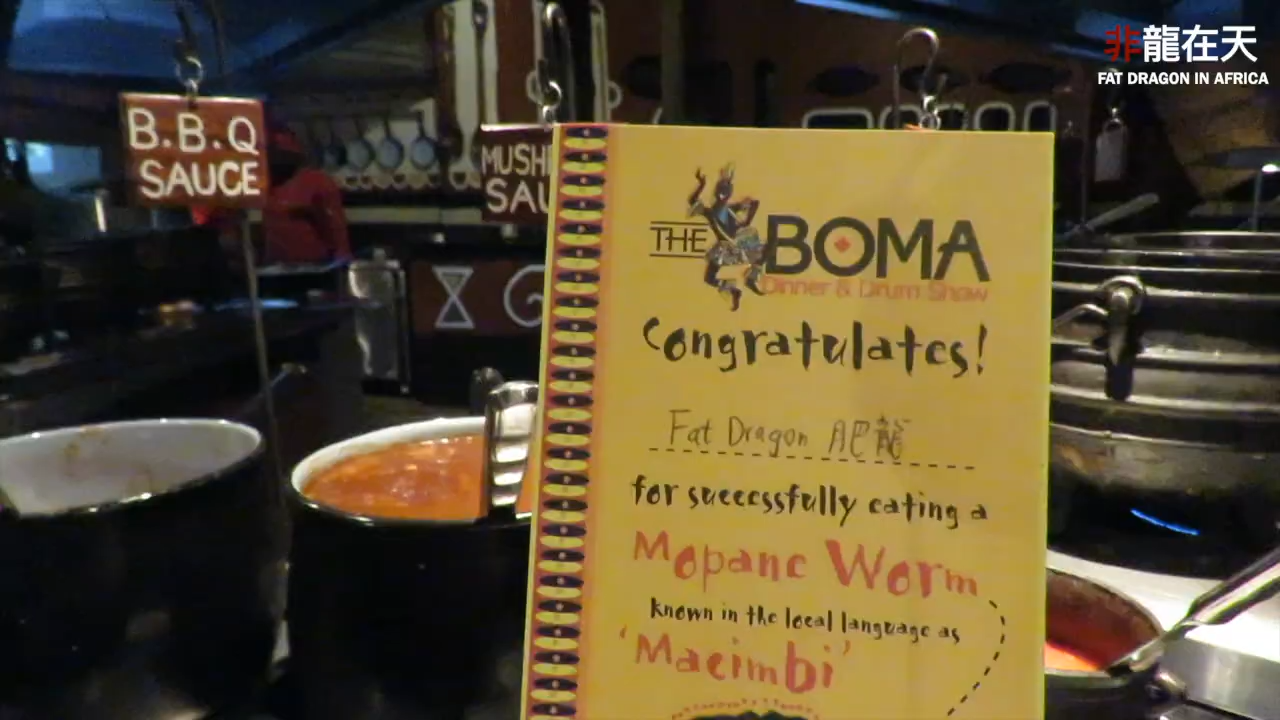 非龍在天
FAT DRAGON IN AFRICA
B.B.Q
SAUCE
MUSH
SAU
THE BOMA
Dinner & Drum Show
Congratulates!
Fat Dragon 肥龍
for successfully eating a
Mopane Worm
known in the local language as
'Macimbi'